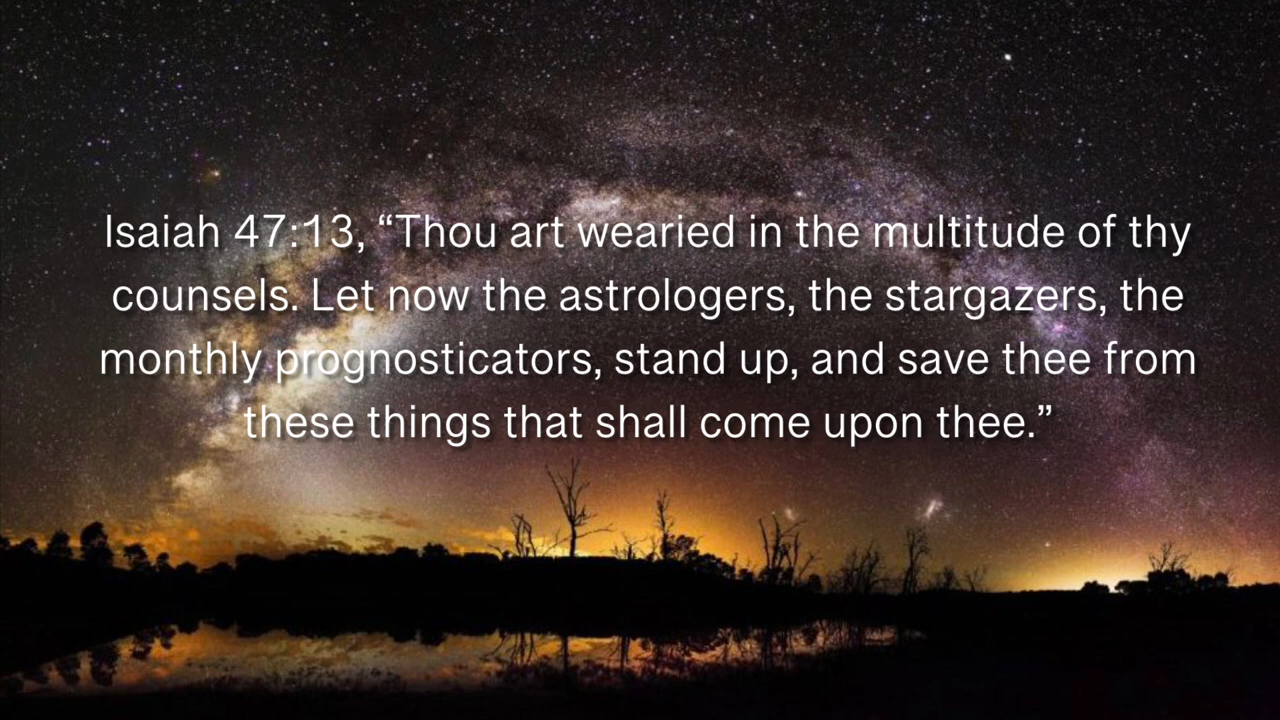 Isaiah 47:13, “Thou art wearied in the multitude of thy
counsels. Let now the astrologers, the stargazers, the
monthly prognosticators, stand up, and save thee from
these things that shall come upon thee.”